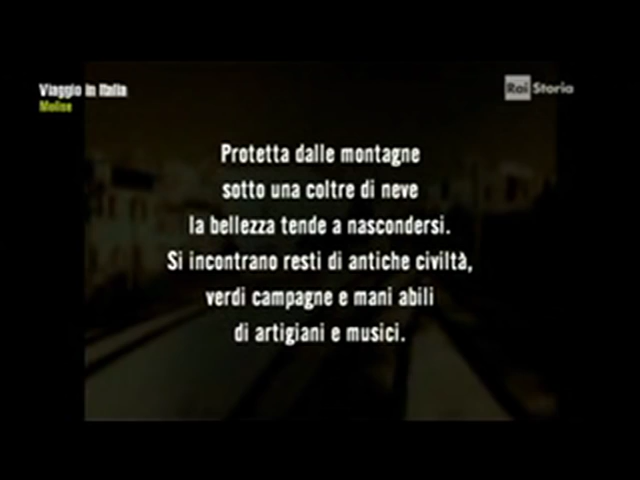 Viaggio in Italia
Molise
Rai Storia
Protetta dalle montagne
sotto una coltre di neve
la bellezza tende a nascondersi.
Si incontrano resti di antiche civiltà,
verdi campagne e mani abili
di artigiani e musici.